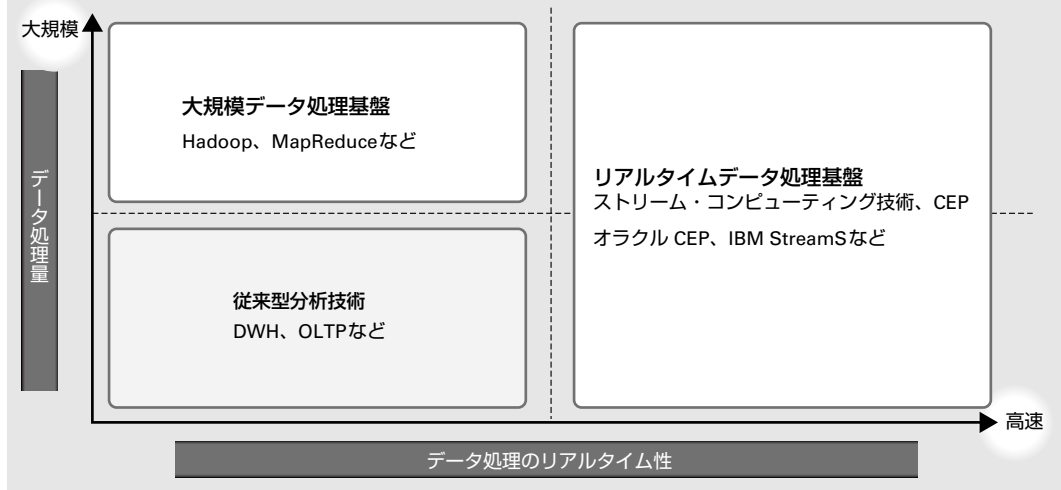 大規模
データ処理量
大規模データ処理基盤
Hadoop、MapReduceなど
従来型分析技術
DWH、OLTPなど
リアルタイムデータ処理基盤
ストリーム・コンピューティング技術、CEP
オラクル CEP、IBM StreamSなど
高速
データ処理のリアルタイム性